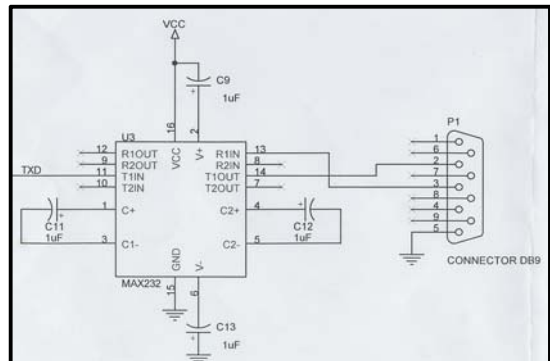 VCC
C9
1uF
U3
16
2
VCC
V+
P1
12 R1OUT R1IN 13
9 R2OUT R2IN 8
TXD 11 T1IN T1OUT 14
10 T2IN T2OUT 7
1 C+ C2+ 4
C11
1uF
C12
1uF
3 C1- C2- 5
GND
V-
MAX232
15
6
C13
1uF
1
6
2
7
3
8
4
9
5
CONNECTOR DB9